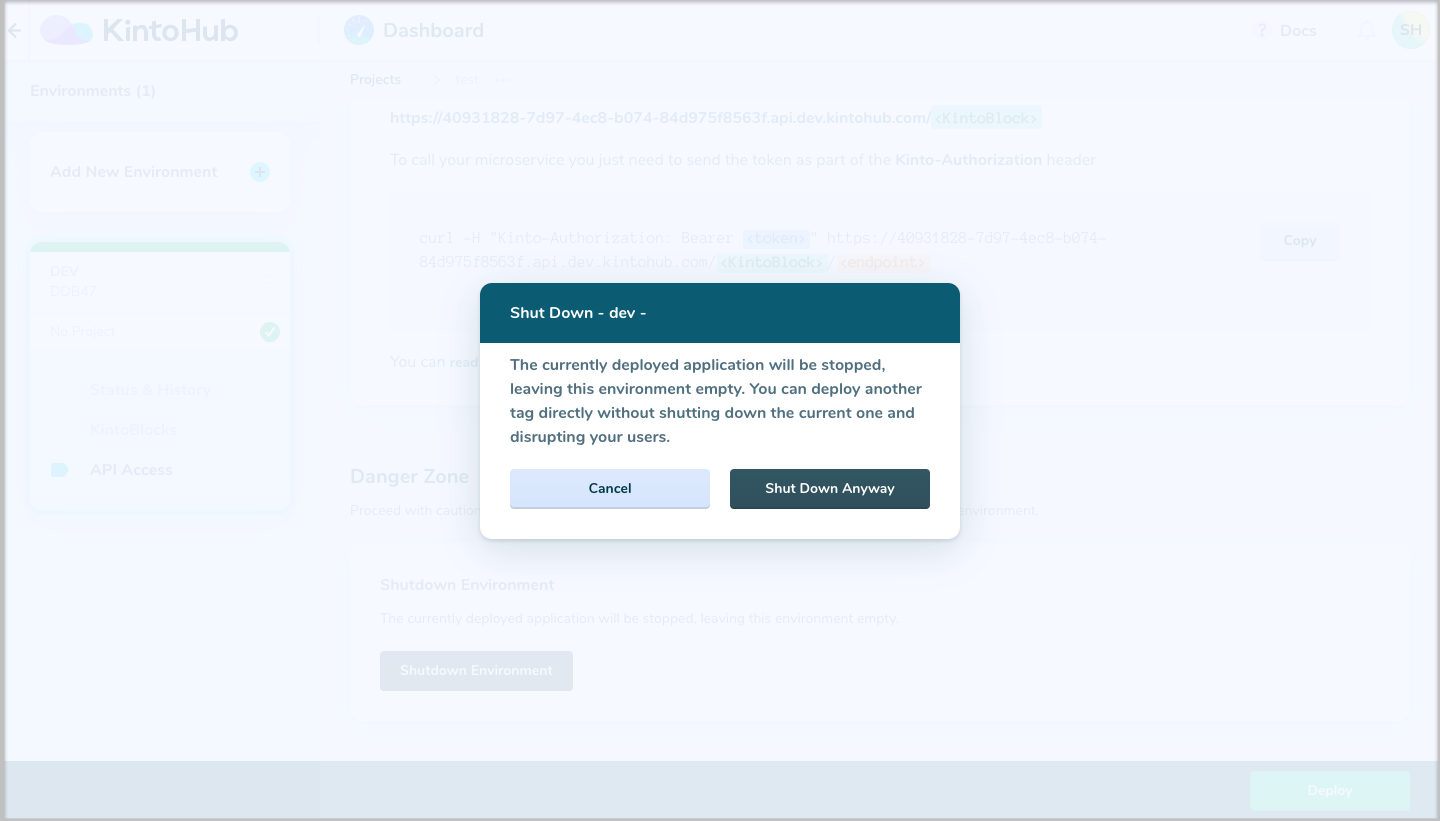 KintoHub
Dashboard
? Docs
SH
Environments (1)
Projects > test
https://40931828-7d97-4ec8-b074-84d975f8563f.api.dev.kintohub.com/<KintoBlock>
To call your microservice you just need to send the token as part of the Kinto-Authorization header
Add New Environment
curl -H "Kinto-Authorization: Bearer <token>" https://40931828-7d97-4ec8-b074-
84d975f8563f.api.dev.kintohub.com/<KintoBlock>/<endpoint>
Copy
DEV
No Project
Status & History
KintoBlocks
API Access
You can read
Shut Down - dev -
The currently deployed application will be stopped,
leaving this environment empty. You can deploy another
tag directly without shutting down the current one and
disrupting your users.
Cancel
Shut Down Anyway
Danger Zone
Proceed with caution
environment.
Shutdown Environment
The currently deployed application will be stopped, leaving this environment empty.
Shutdown Environment
Deploy